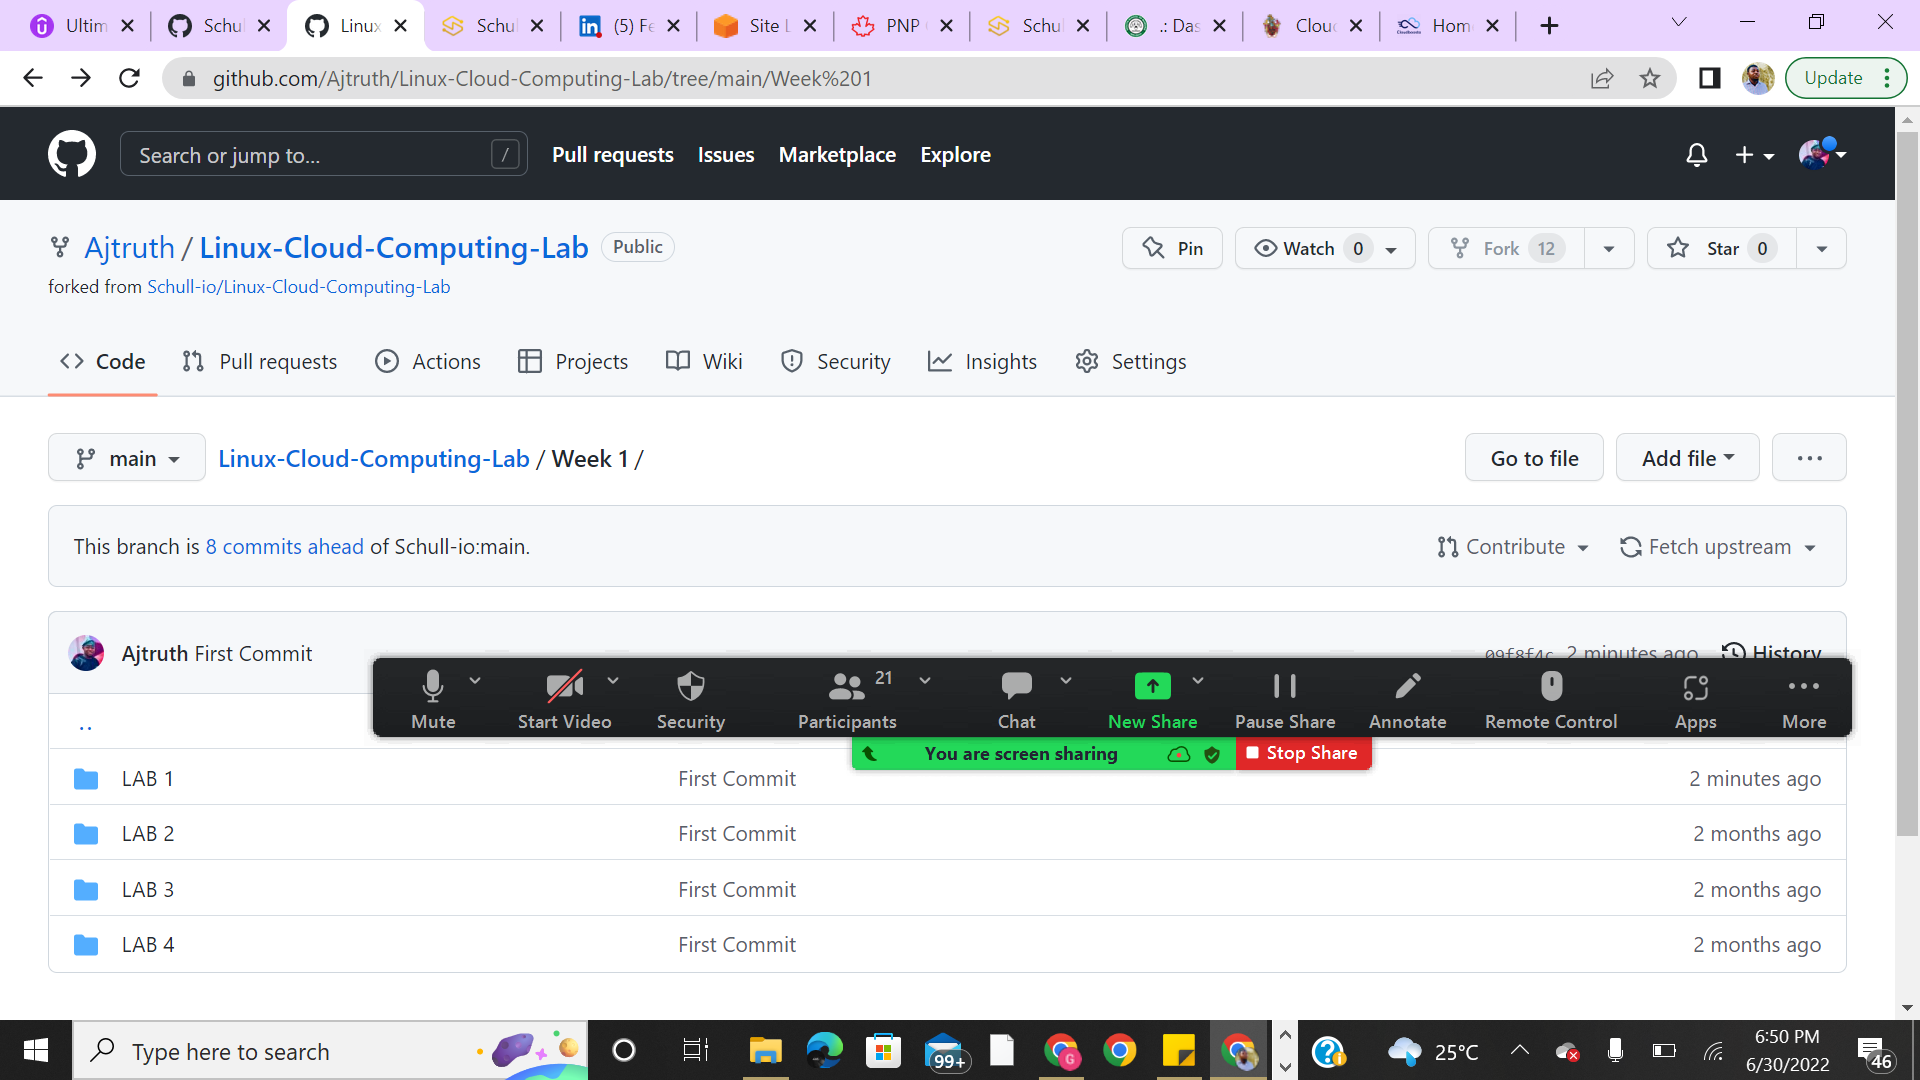 Ultim
Schul
Linux
Schul
(5) Fe
Site L
PNP
Schul
.: Das
Clou
Hom
github.com/Ajtruth/Linux-Cloud-Computing-Lab/tree/main/Week%201
Update
Search or jump to...
/
Pull requests
Issues
Marketplace
Explore
Ajtruth / Linux-Cloud-Computing-Lab
Public
Pin
Watch 0
Fork 12
Star 0
forked from Schull-io/Linux-Cloud-Computing-Lab
Code
Pull requests
Actions
Projects
Wiki
Security
Insights
Settings
main
Linux-Cloud-Computing-Lab / Week 1 /
Go to file
Add file
This branch is 8 commits ahead of Schull-io:main.
Contribute
Fetch upstream
Ajtruth First Commit
09f8f4c
2 minutes ago
History
..
Mute
Start Video
Security
Participants
21
Chat
New Share
Pause Share
Annotate
Remote Control
Apps
More
You are screen sharing
Stop Share
LAB 1
First Commit
2 minutes ago
LAB 2
First Commit
2 months ago
LAB 3
First Commit
2 months ago
LAB 4
First Commit
2 months ago
Type here to search
99+
G
25°C
6:50 PM
6/30/2022
46